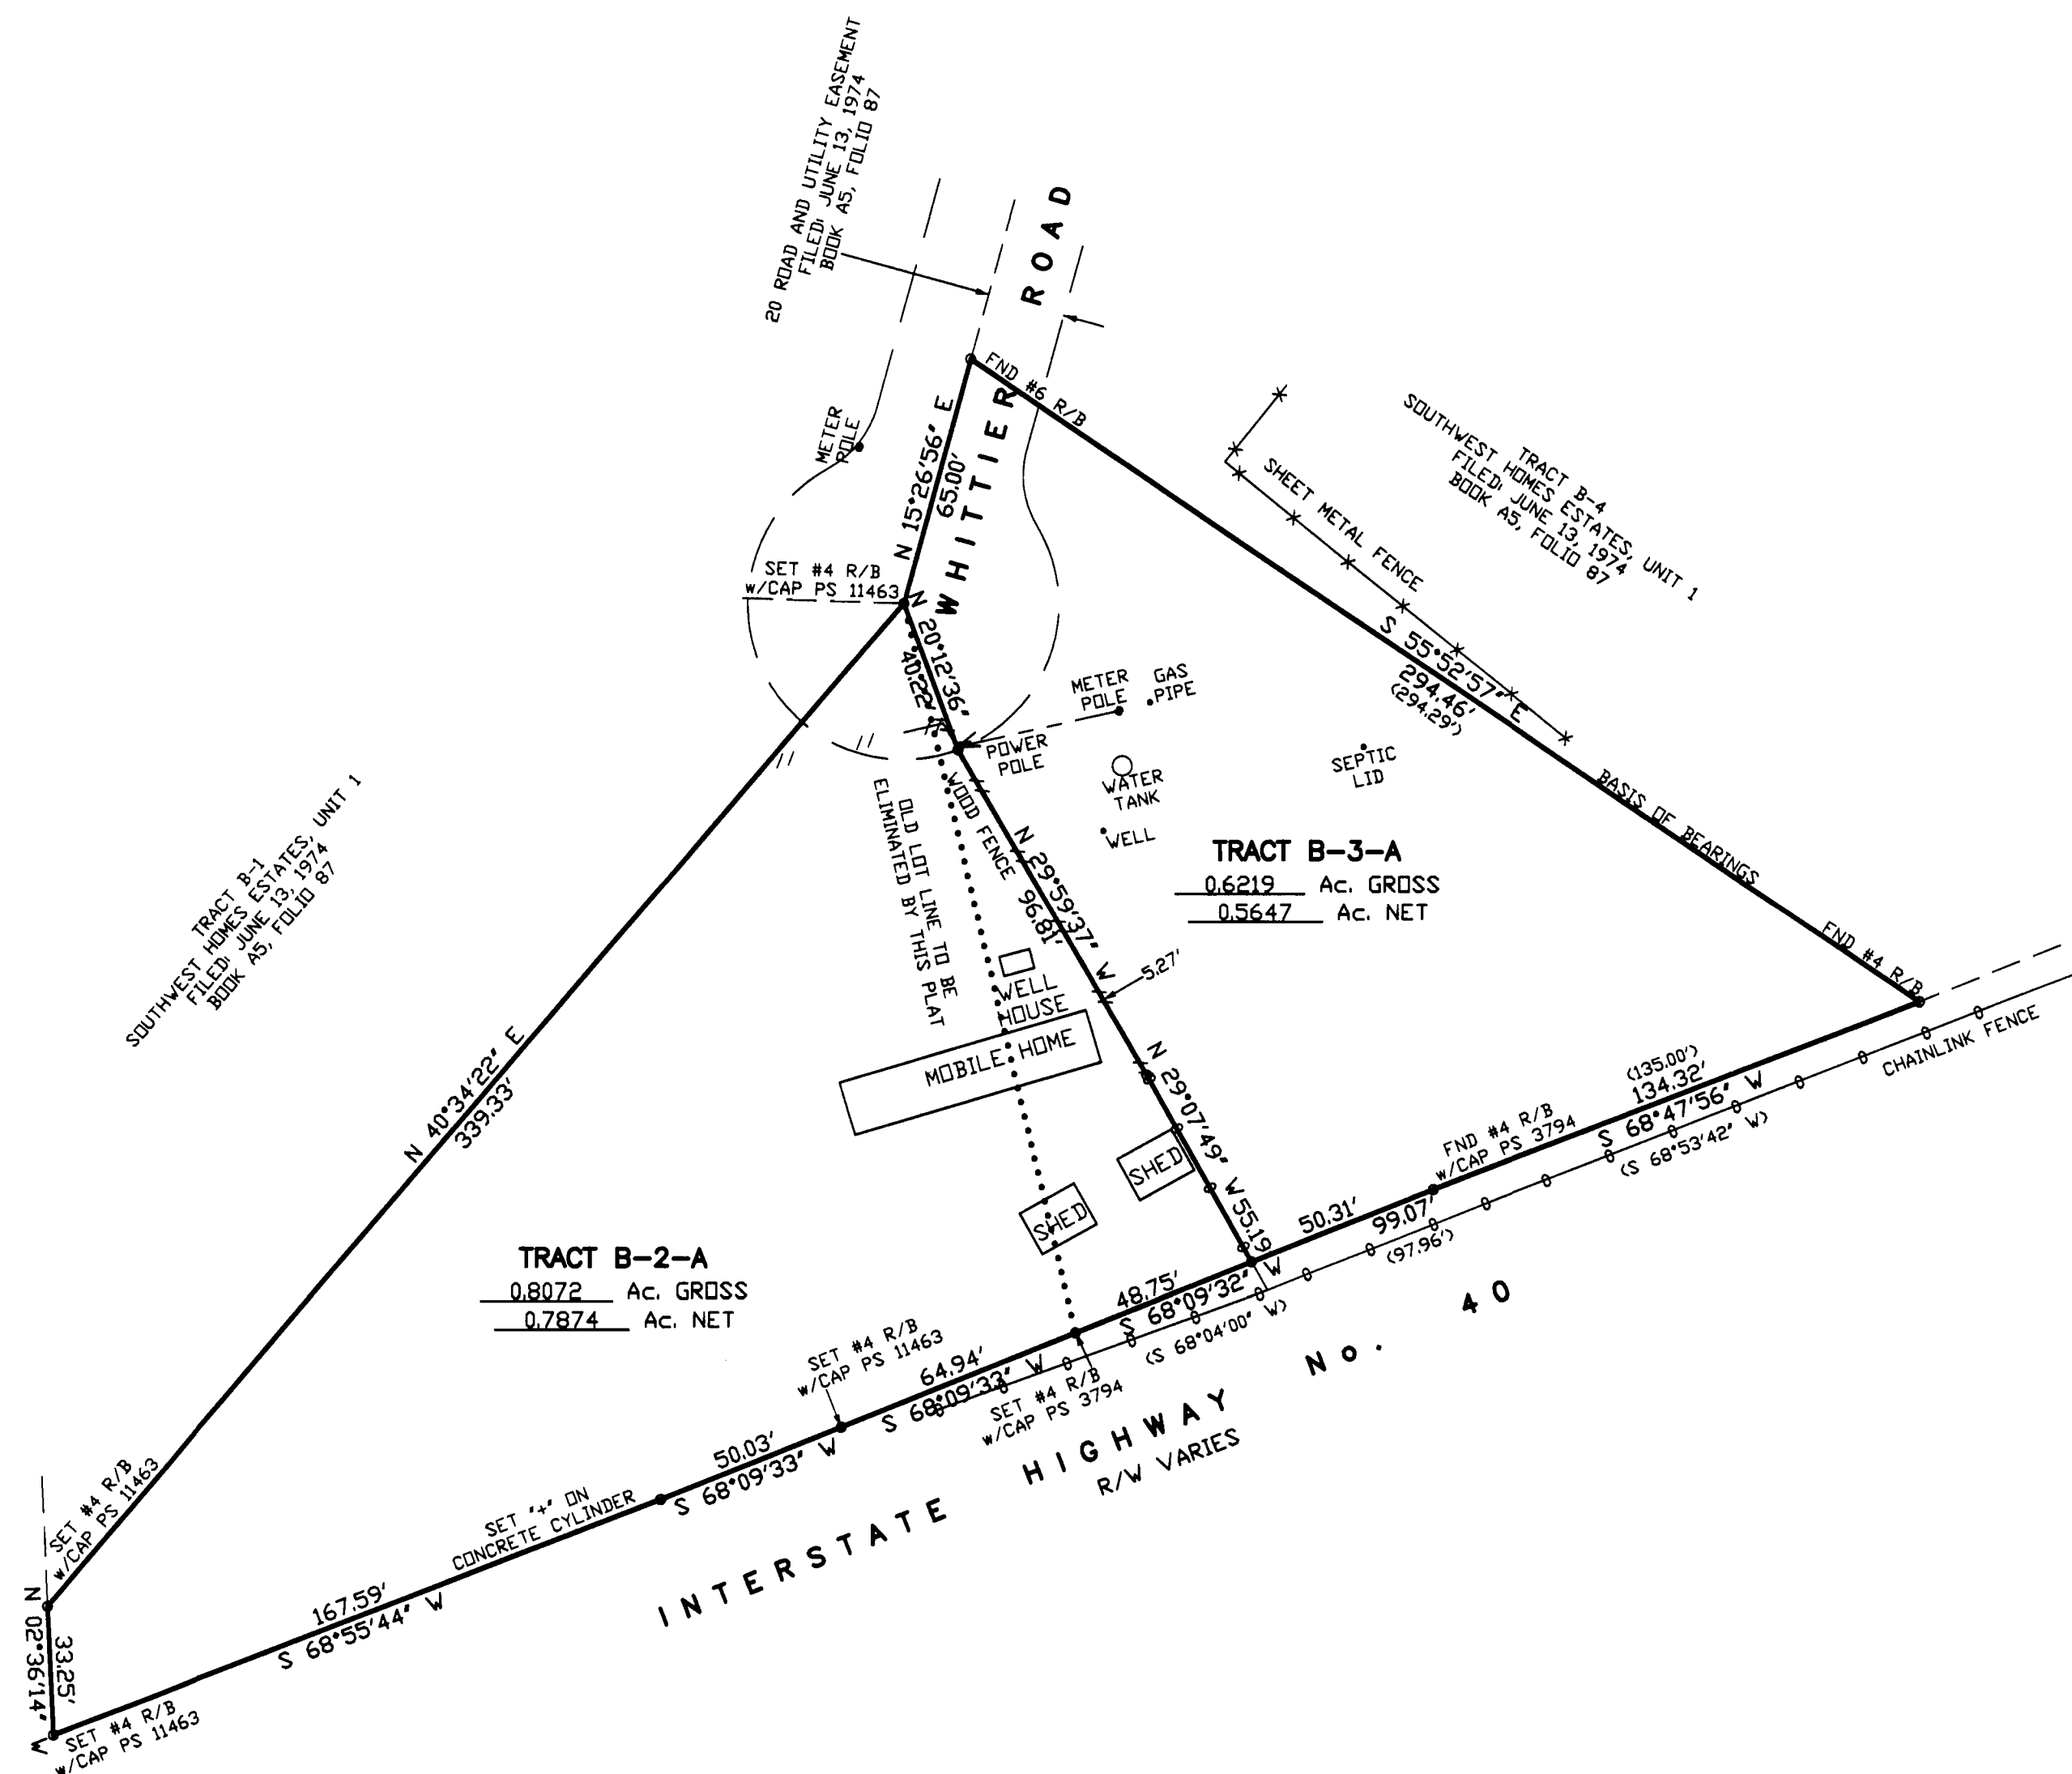 20 ROAD AND UTILITY EASEMENT
FILED: JUNE 13, 1974
BOOK A5, FOLIO 87
WHITTIER ROAD
FND #6 R/B
METER
POLE
N 15°26'56" E
65.00'
SET #4 R/B
w/CAP PS 11463
N 20°12'36"
40.22'
W
TRACT B-4
SOUTHWEST HOMES ESTATES, UNIT 1
FILED: JUNE 13, 1974
BOOK A5, FOLIO 87
SHEET METAL FENCE
S 55°52'57" E
294.46'
(294.29')
BASIS OF BEARINGS
FND #4 R/B
METER
POLE
GAS
PIPE
POWER
POLE
WATER
TANK
WELL
SEPTIC
LID
TRACT B-3-A
0.6219 Ac. GROSS
0.5647 Ac. NET
WOOD FENCE
N 29°59'37" W
96.81'
5.27'
OLD LOT LINE TO BE
ELIMINATED BY THIS PLAT
WELL
HOUSE
MOBILE HOME
N 29°07'49" W
55.19
SHED
SHED
TRACT B-1
SOUTHWEST HOMES ESTATES, UNIT 1
FILED: JUNE 13, 1974
BOOK A5, FOLIO 87
N 40°34'22" E
339.33'
TRACT B-2-A
0.8072 Ac. GROSS
0.7874 Ac. NET
CHAINLINK FENCE
(135.00')
134.32'
S 68°47'56" W
(S 68°53'42" W)
FND #4 R/B
w/CAP PS 3794
50.31'
99.07'
(97.96')
48.75'
S 68°09'32" W
(S 68°04'00" W)
SET #4 R/B
w/CAP PS 3794
SET #4 R/B
w/CAP PS 11463
64.94'
S 68°09'33" W
50.03'
S 68°09'33" W
SET "+" ON
CONCRETE CYLINDER
167.59'
S 68°55'44" W
SET #4 R/B
w/CAP PS 11463
N 02°36'14" W
33.25'
SET #4 R/B
w/CAP PS 11463
INTERSTATE HIGHWAY No. 40
R/W VARIES